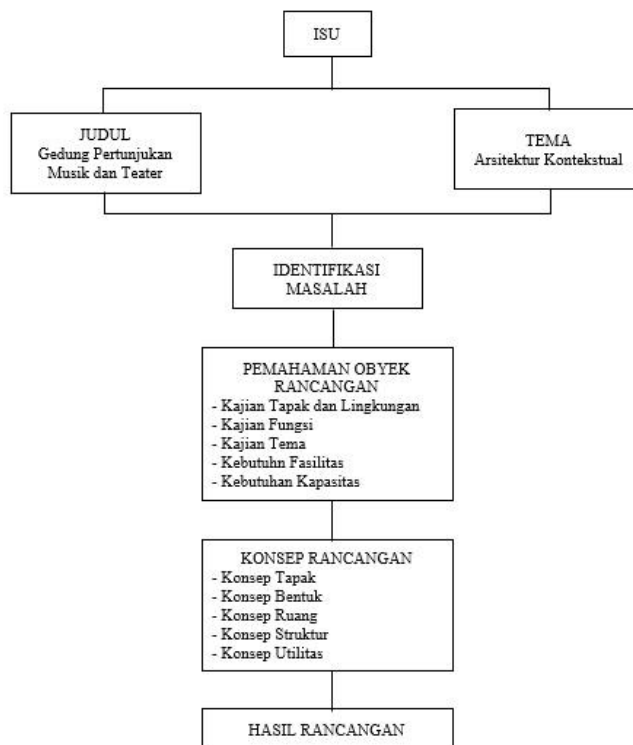 ISU
JUDUL
Gedung Pertunjukan
Musik dan Teater
TEMA
Arsitektur Kontekstual
IDENTIFIKASI
MASALAH
PEMAHAMAN OBYEK
RANCANGAN
- Kajian Tapak dan Lingkungan
- Kajian Fungsi
- Kajian Tema
- Kebutuhn Fasilitas
- Kebutuhan Kapasitas
KONSEP RANCANGAN
- Konsep Tapak
- Konsep Bentuk
- Konsep Ruang
- Konsep Struktur
- Konsep Utilitas
HASIL RANCANGAN